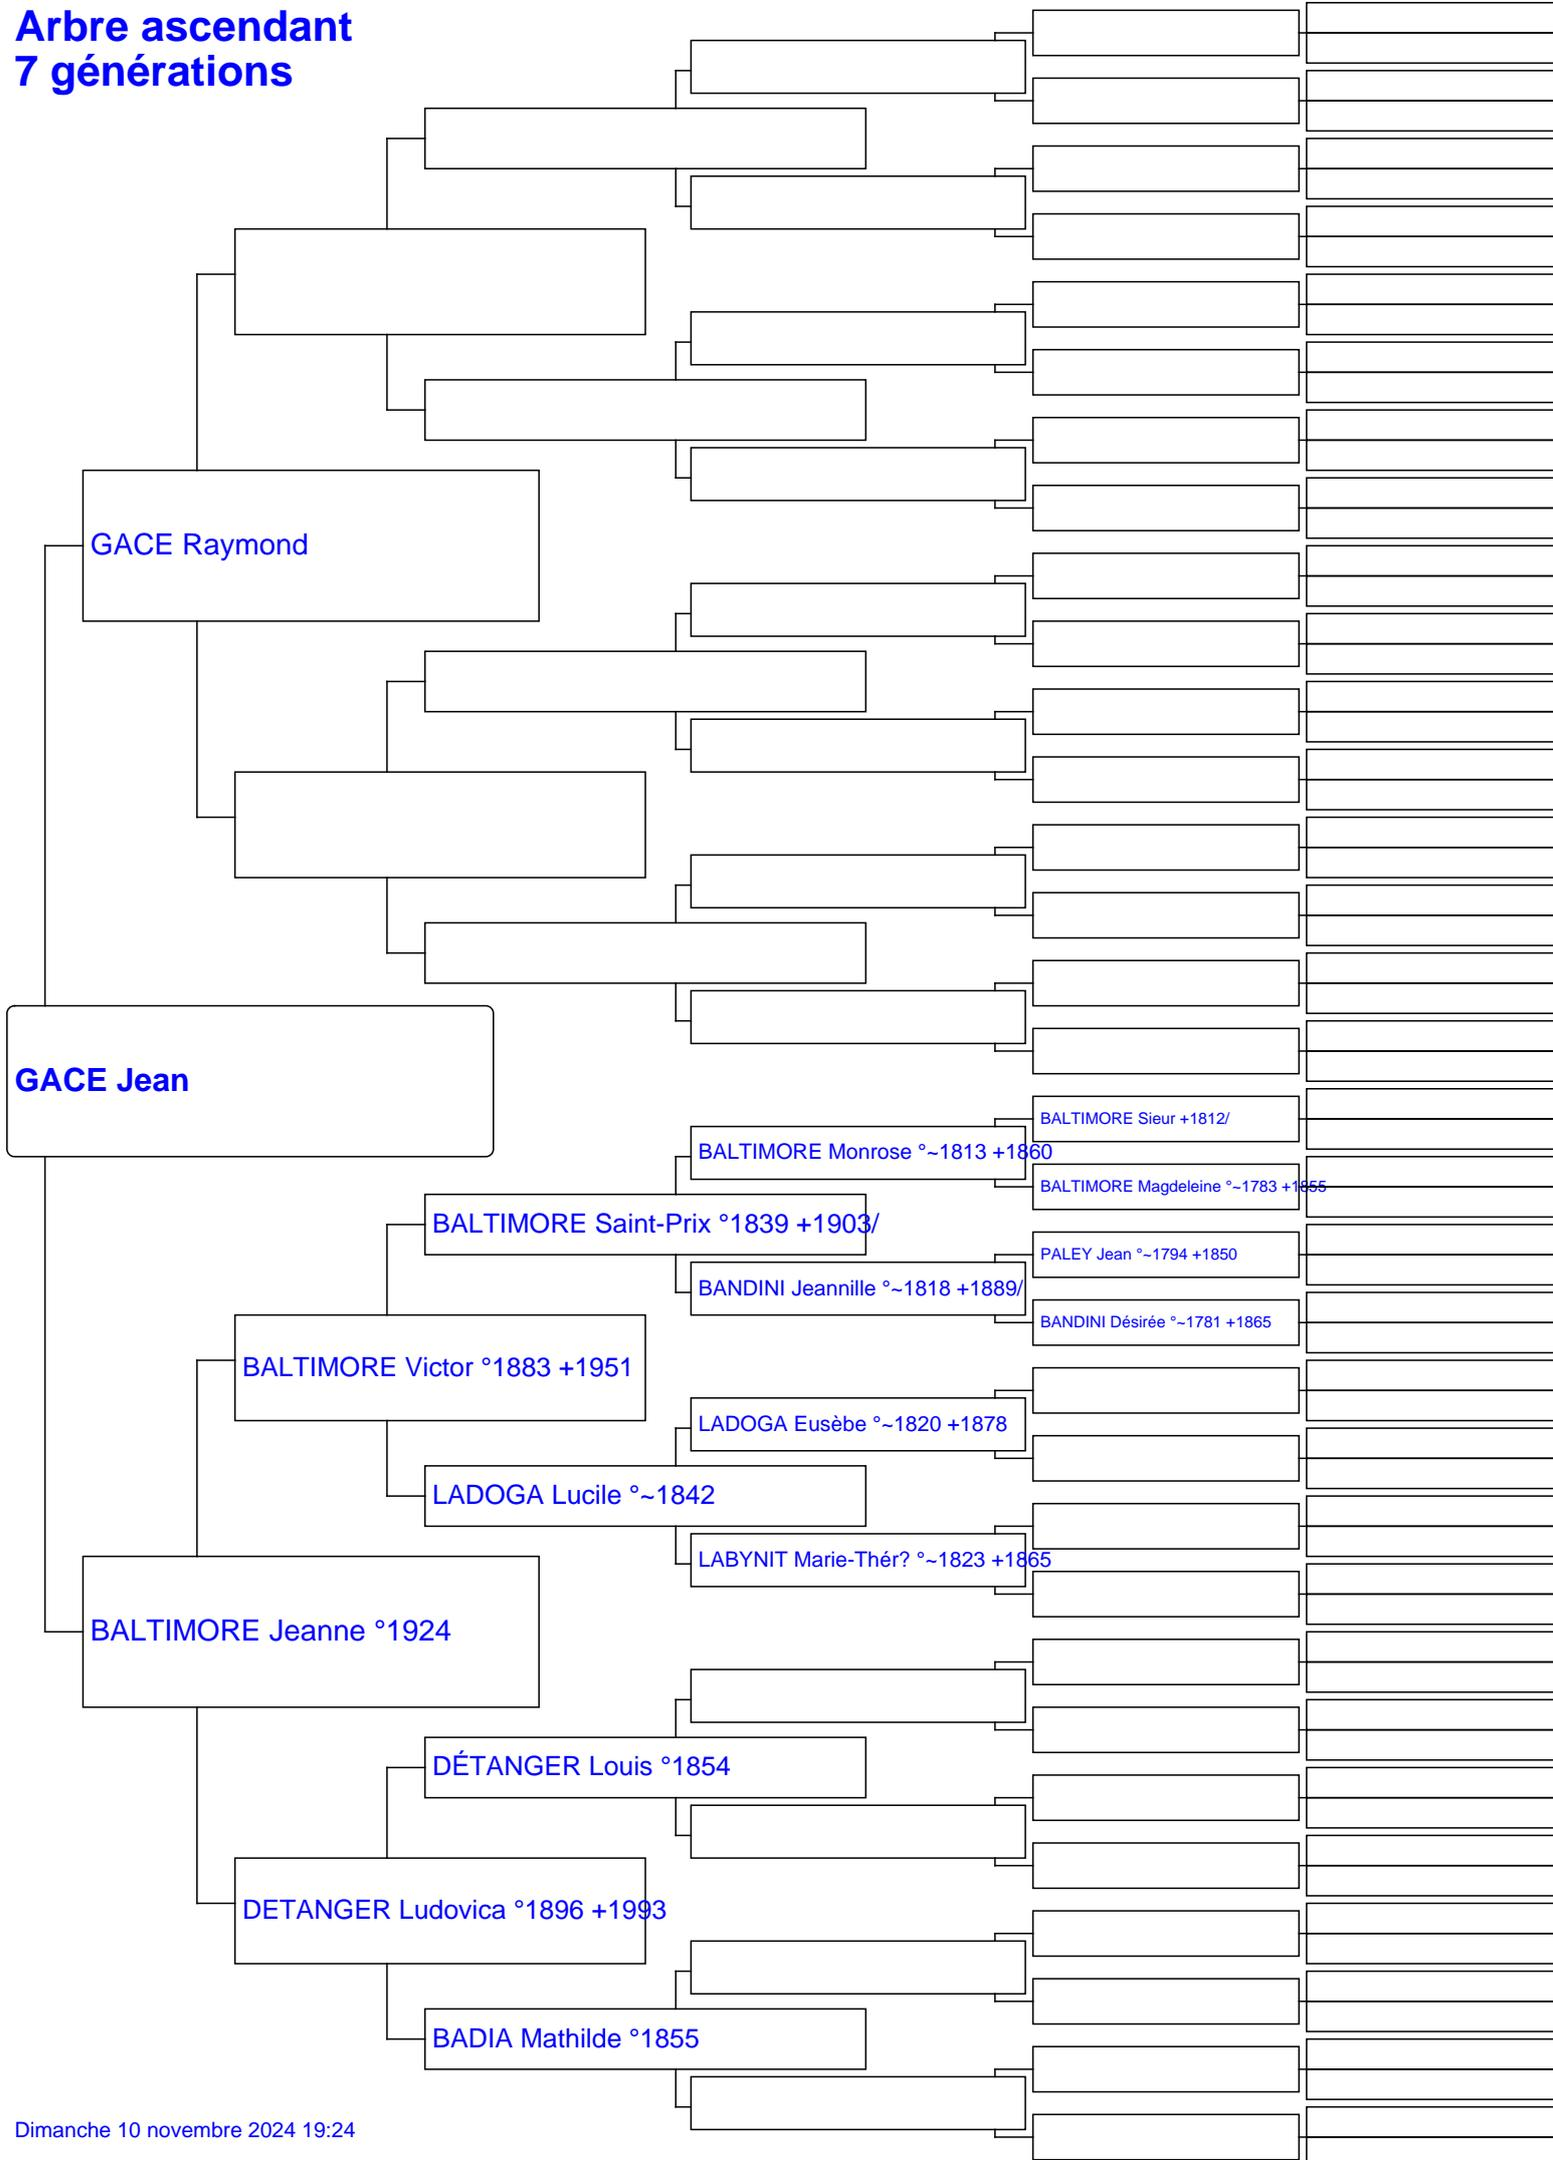 Arbre ascendant
7 générations
GACE Raymond
GACE Jean
BALTIMORE Sieur +1812/
BALTIMORE Monrose °~1813 +1860
BALTIMORE Magdeleine °~1783 +1855
BALTIMORE Saint-Prix °1839 +1903/
PALEY Jean °~1794 +1850
BANDINI Jeannille °~1818 +1889/
BANDINI Désirée °~1781 +1865
BALTIMORE Victor °1883 +1951
LADOGA Eusèbe °~1820 +1878
LADOGA Lucile °~1842
LABYNIT Marie-Thér? °~1823 +1865
BALTIMORE Jeanne °1924
DÉTANGER Louis °1854
DETANGER Ludovica °1896 +1993
BADIA Mathilde °1855
Dimanche 10 novembre 2024 19:24